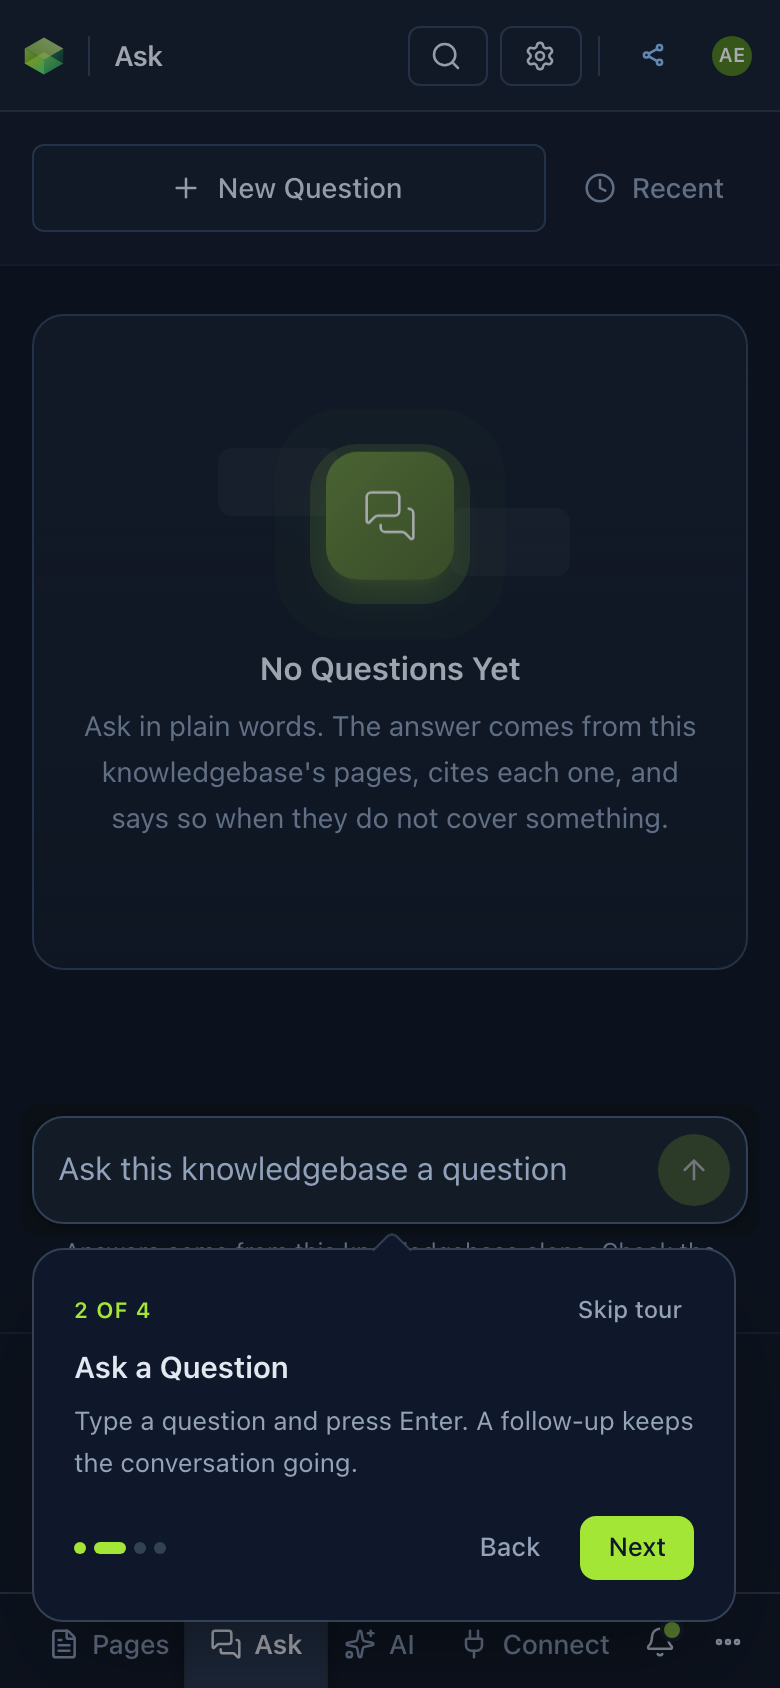 Ask
AE
New Question
Recent
No Questions Yet
Ask in plain words. The answer comes from this
knowledgebase's pages, cites each one, and
says so when they do not cover something.
Ask this knowledgebase a question
2 OF 4
Skip tour
Ask a Question
Type a question and press Enter. A follow-up keeps
the conversation going.
Back
Next
Pages
Ask
AI
Connect